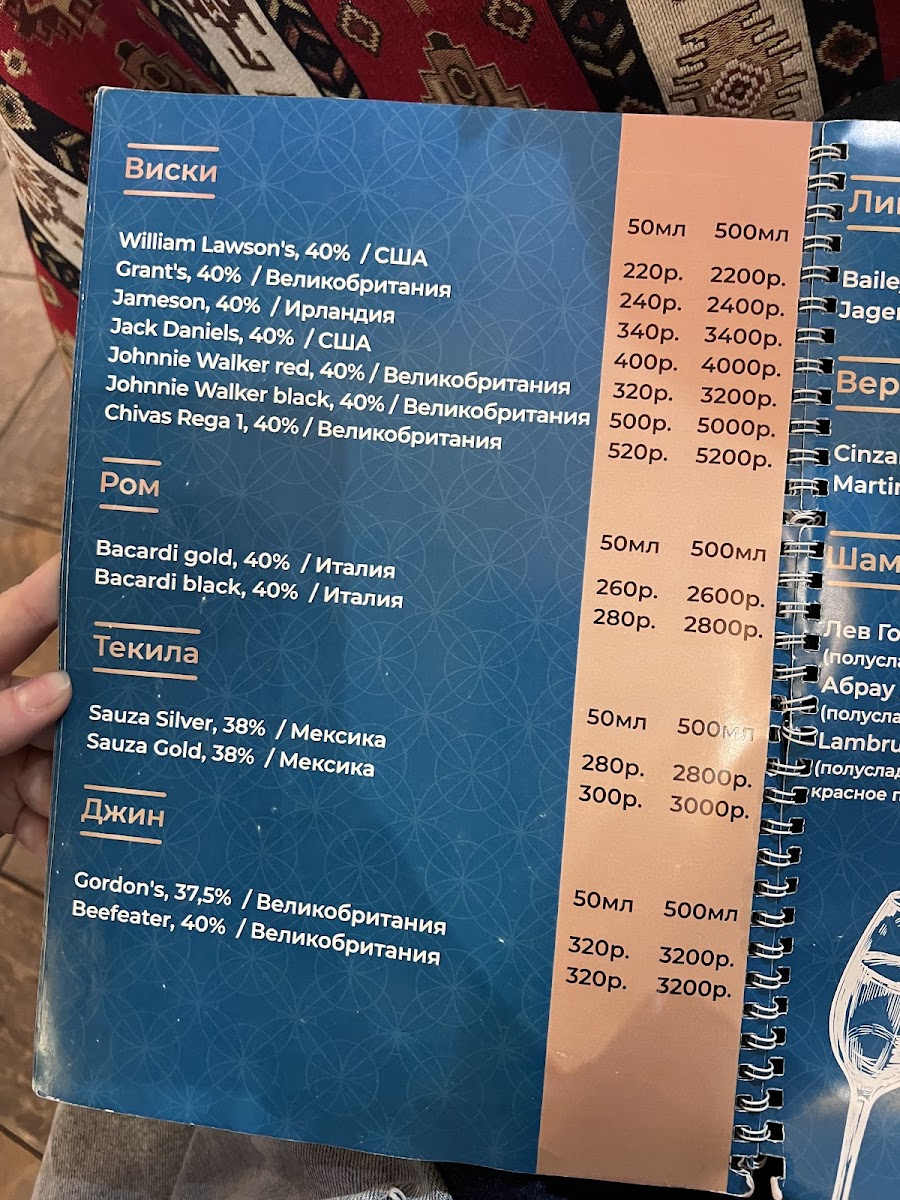 Виски
50мл 500мл
William Lawson's, 40% / США 220р. 2200р.
Grant's, 40% / Великобритания 240р. 2400р.
Jameson, 40% / Ирландия 340р. 3400р.
Jack Daniels, 40% / США 400р. 4000р.
Johnnie Walker red, 40% / Великобритания 320р. 3200р.
Johnnie Walker black, 40% / Великобритания 500р. 5000р.
Chivas Rega 1, 40% / Великобритания 520р. 5200р.
Ром
50мл 500мл
Bacardi gold, 40% / Италия 260р. 2600р.
Bacardi black, 40% / Италия 280р. 2800р.
Текила
50мл 500мл
Sauza Silver, 38% / Мексика 280р. 2800р.
Sauza Gold, 38% / Мексика 300р. 3000р.
Джин
50мл 500мл
Gordon's, 37,5% / Великобритания 320р. 3200р.
Beefeater, 40% / Великобритания 320р. 3200р.
Лев
Абрау
красное